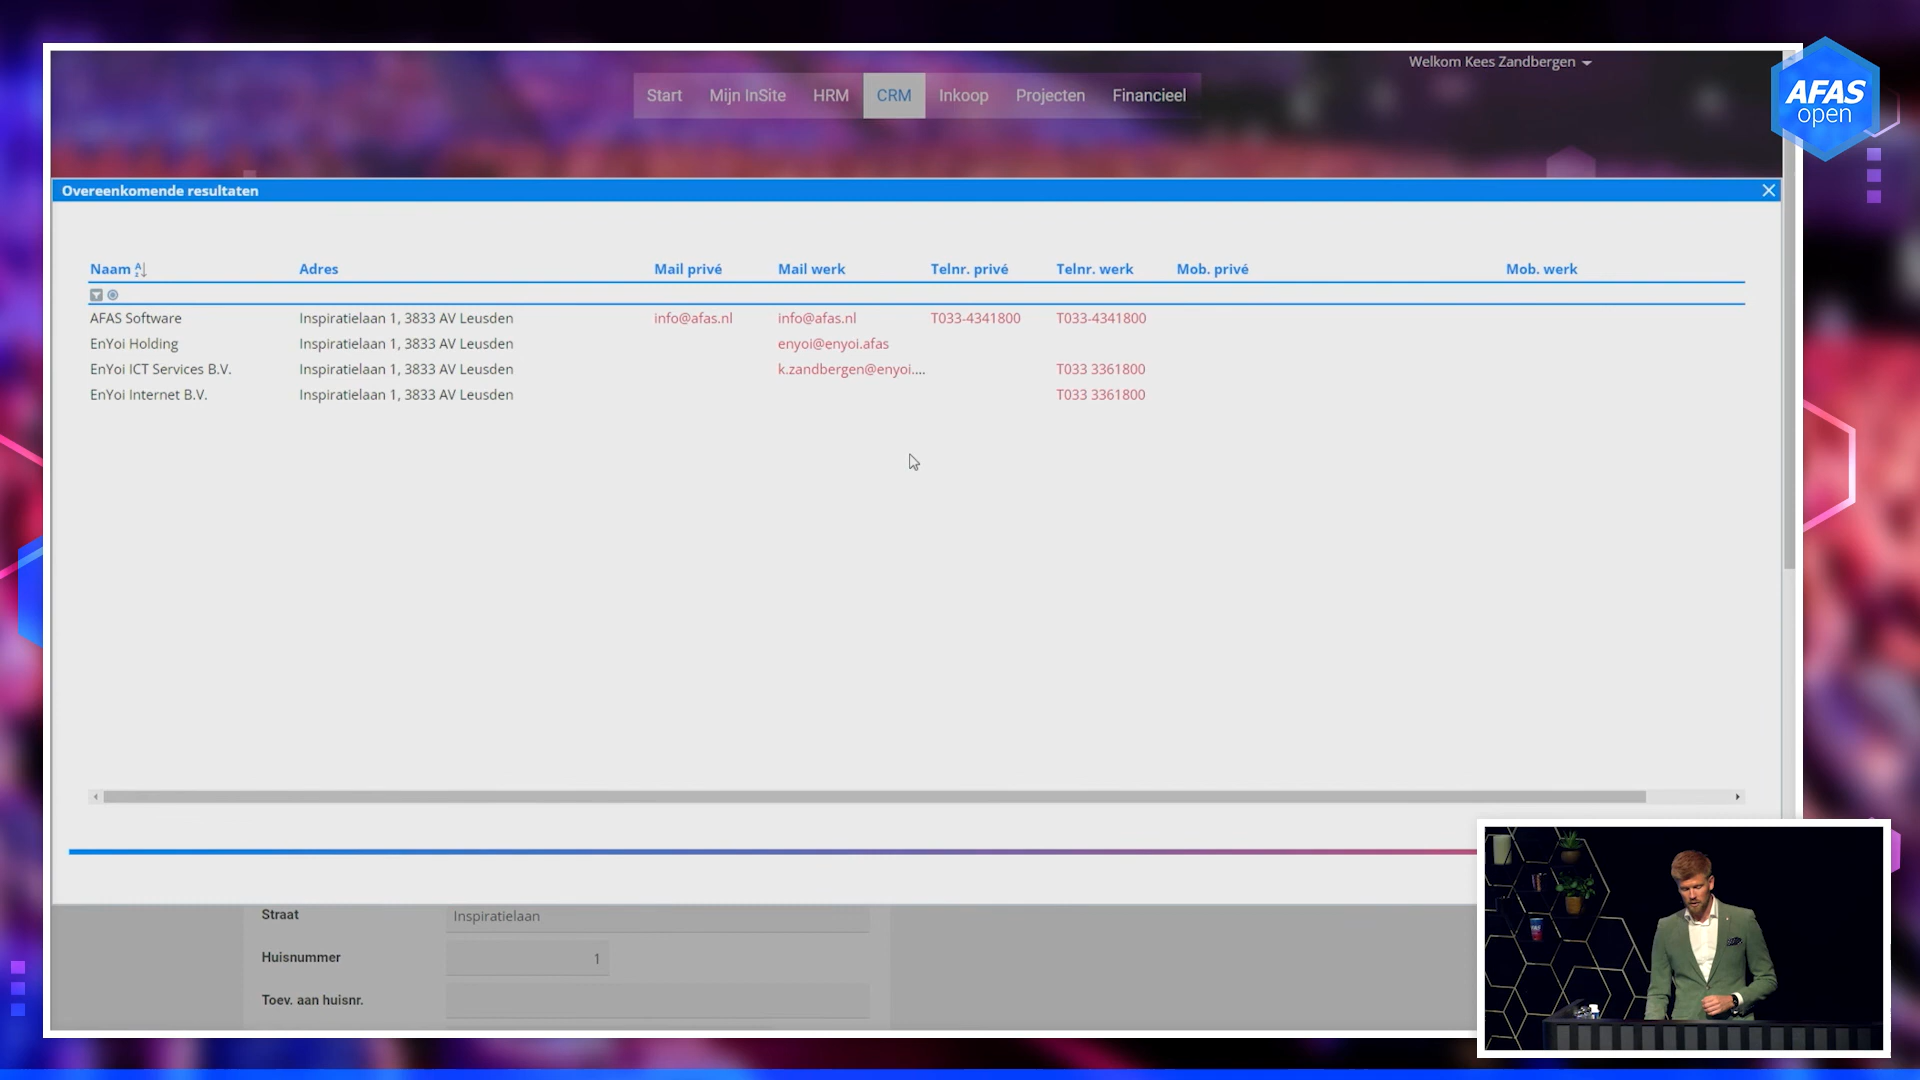 Welkom Kees Zandbergen
AFAS
open
Start Mijn InSite HRM CRM Inkoop Projecten Financieel
Overeenkomende resultaten
Naam Adres Mail privé Mail werk Telnr. privé Telnr. werk Mob. privé Mob. werk
AFAS Software Inspiratielaan 1, 3833 AV Leusden info@afas.nl info@afas.nl T033-4341800 T033-4341800
EnYoi Holding Inspiratielaan 1, 3833 AV Leusden enyoi@enyoi.afas
EnYoi ICT Services B.V. Inspiratielaan 1, 3833 AV Leusden k.zandbergen@enyoi.... T033 3361800
EnYoi Internet B.V. Inspiratielaan 1, 3833 AV Leusden T033 3361800
Straat Inspiratielaan
Huisnummer 1
Toev. aan huisnr.